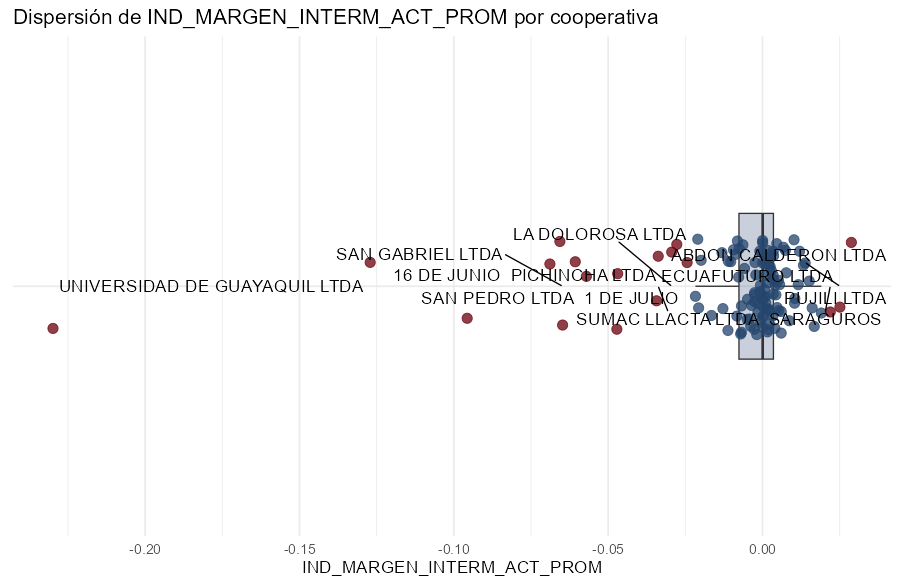 Dispersión de IND_MARGEN_INTERM_ACT_PROM por cooperativa
LA DOLOROSA LTDA
SAN GABRIEL LTDA
ABDON CALDERON LTDA
16 DE JUNIO
PICHINCHA LTDA
ECUAFUTURO LTDA
UNIVERSIDAD DE GUAYAQUIL LTDA
SAN PEDRO LTDA
1 DE JULIO
PUJILI LTDA
SUMAC LLACTA LTDA
SARAGUROS
-0.20 -0.15 -0.10 -0.05 0.00
IND_MARGEN_INTERM_ACT_PROM